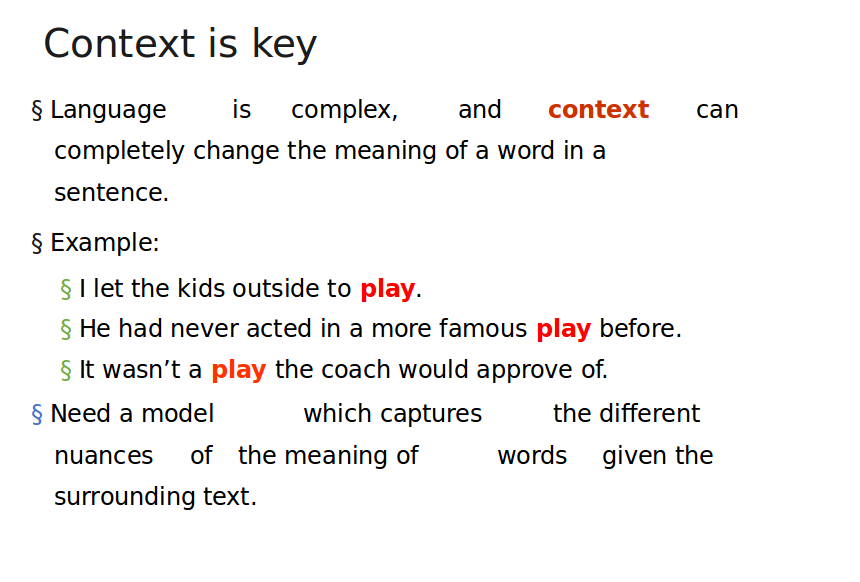 Context is key
§ Language is complex, and context can
completely change the meaning of a word in a
sentence.
§ Example:
§ I let the kids outside to play.
§ He had never acted in a more famous play before.
§ It wasn’t a play the coach would approve of.
§ Need a model which captures the different
nuances of the meaning of words given the
surrounding text.